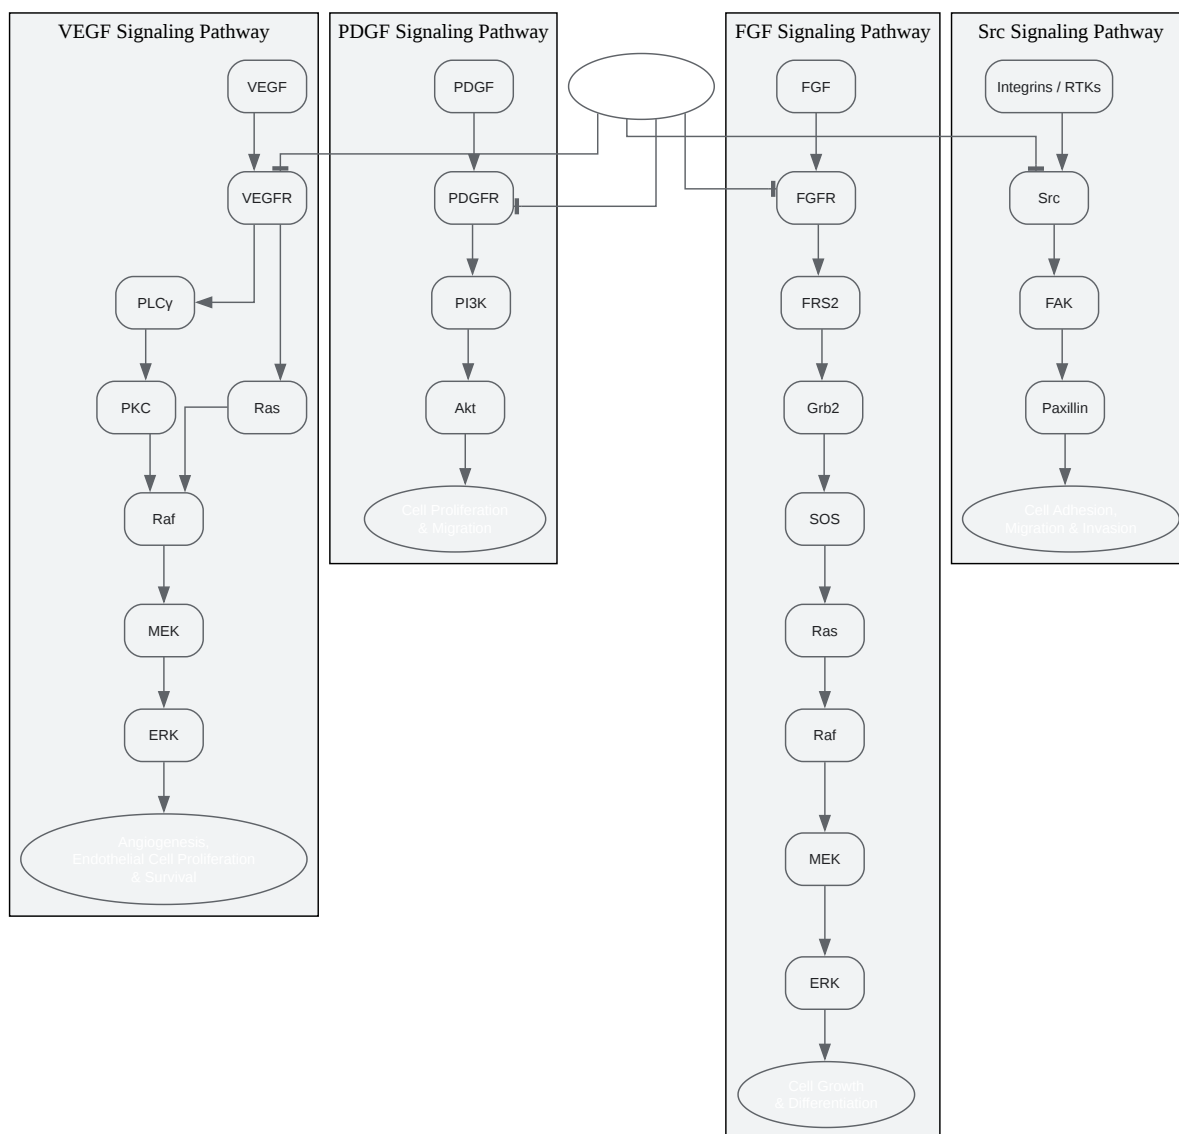 VEGF Signaling Pathway
VEGF
VEGFR
PLCγ
PKC
Ras
Raf
MEK
ERK
Angiogenesis,
Endothelial Cell Proliferation
& Survival
PDGF Signaling Pathway
PDGF
PDGFR
PI3K
Akt
Cell Proliferation
& Migration
FGF Signaling Pathway
FGF
FGFR
FRS2
Grb2
SOS
Ras
Raf
MEK
ERK
Cell Growth
& Differentiation
Src Signaling Pathway
Integrins / RTKs
Src
FAK
Paxillin
Cell Adhesion,
Migration & Invasion